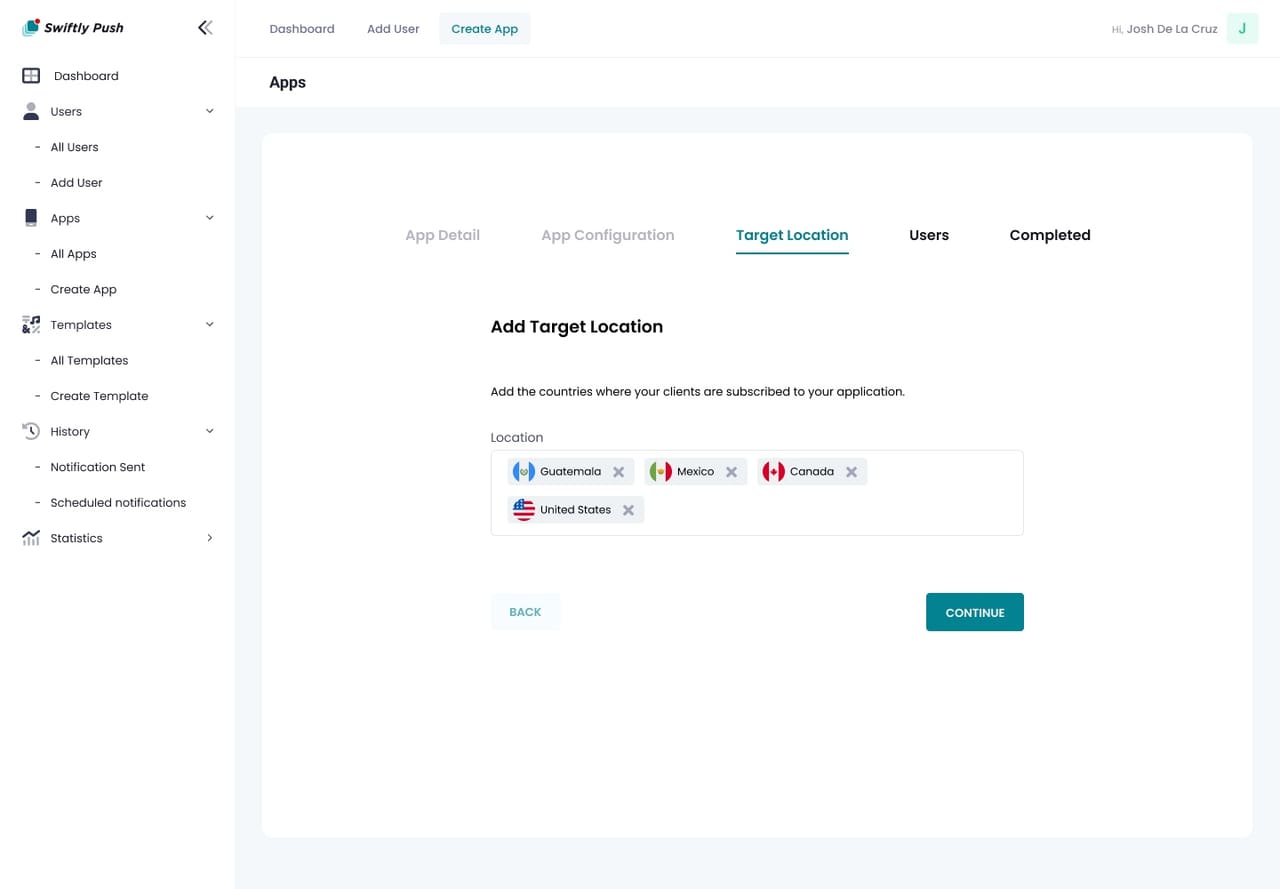 Swiftly Push
Dashboard
Users
- All Users
- Add User
Apps
- All Apps
- Create App
Templates
- All Templates
- Create Template
History
- Notification Sent
- Scheduled notifications
Statistics
Dashboard Add User Create App
Hi, Josh De La Cruz J
Apps
App Detail App Configuration Target Location Users Completed
Add Target Location
Add the countries where your clients are subscribed to your application.
Location
Guatemala Mexico Canada
United States
BACK CONTINUE